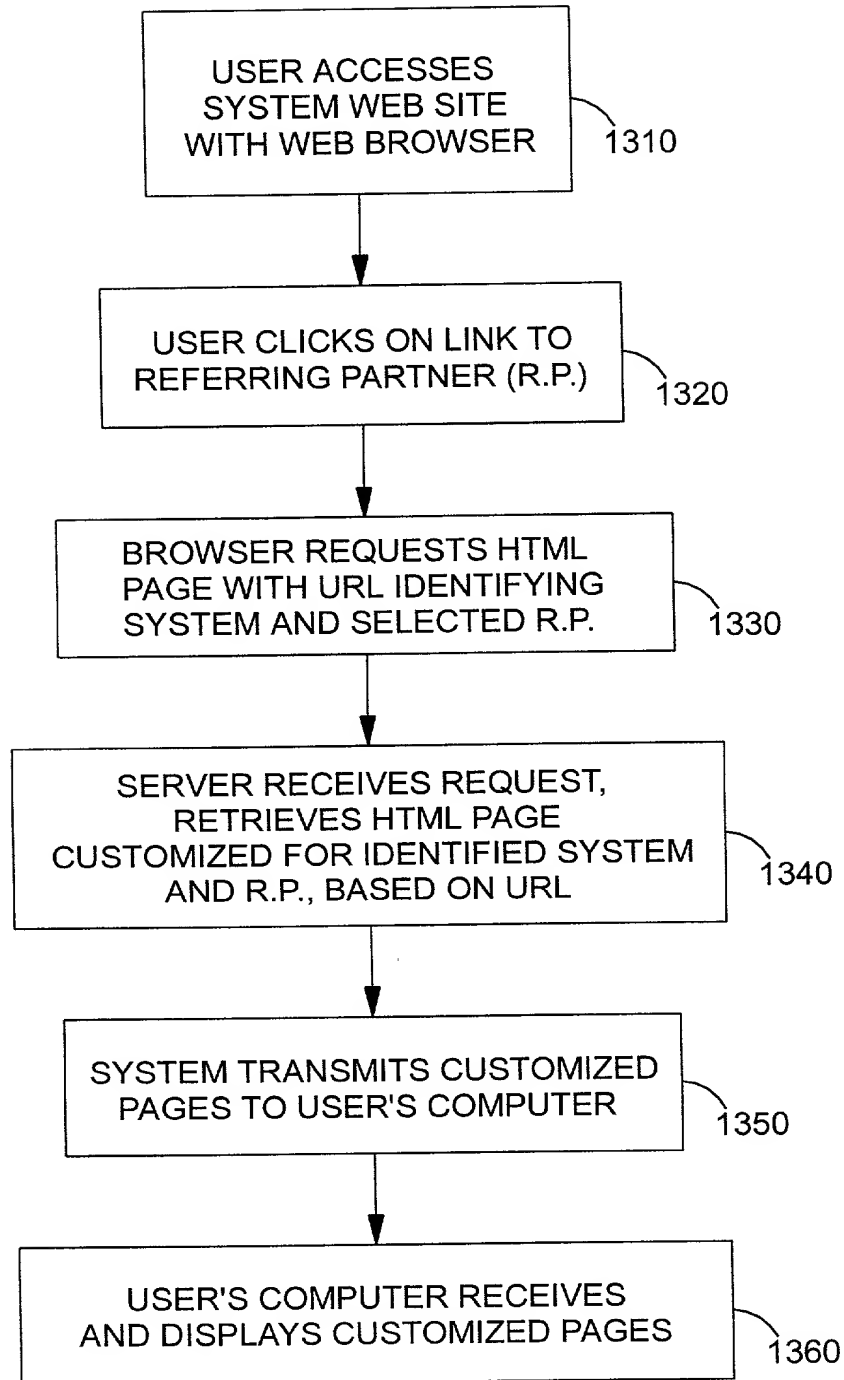 USER ACCESSES
SYSTEM WEB SITE
WITH WEB BROWSER
1310
USER CLICKS ON LINK TO
REFERRING PARTNER (R.P.)
1320
BROWSER REQUESTS HTML
PAGE WITH URL IDENTIFYING
SYSTEM AND SELECTED R.P.
1330
SERVER RECEIVES REQUEST,
RETRIEVES HTML PAGE
CUSTOMIZED FOR IDENTIFIED SYSTEM
AND R.P., BASED ON URL
1340
SYSTEM TRANSMITS CUSTOMIZED
PAGES TO USER'S COMPUTER
1350
USER'S COMPUTER RECEIVES
AND DISPLAYS CUSTOMIZED PAGES
1360